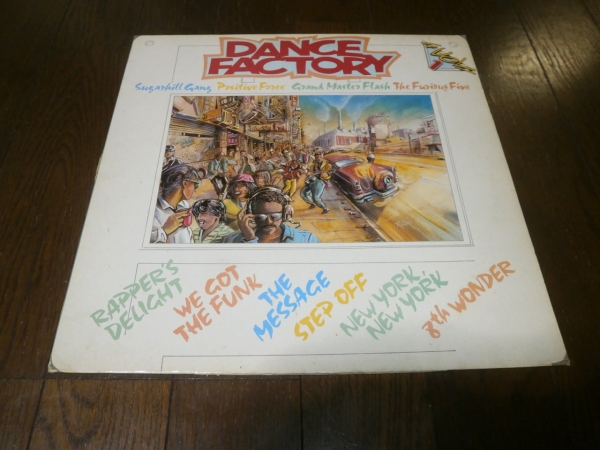 DANCE
FACTORY
Sugarhill Gang Positive Force Grand Master Flash The Furious Five
RAPPER'S
DELIGHT
WE GOT
THE FUNK
THE
MESSAGE
STEP OFF
NEW YORK,
NEW YORK
8th WONDER